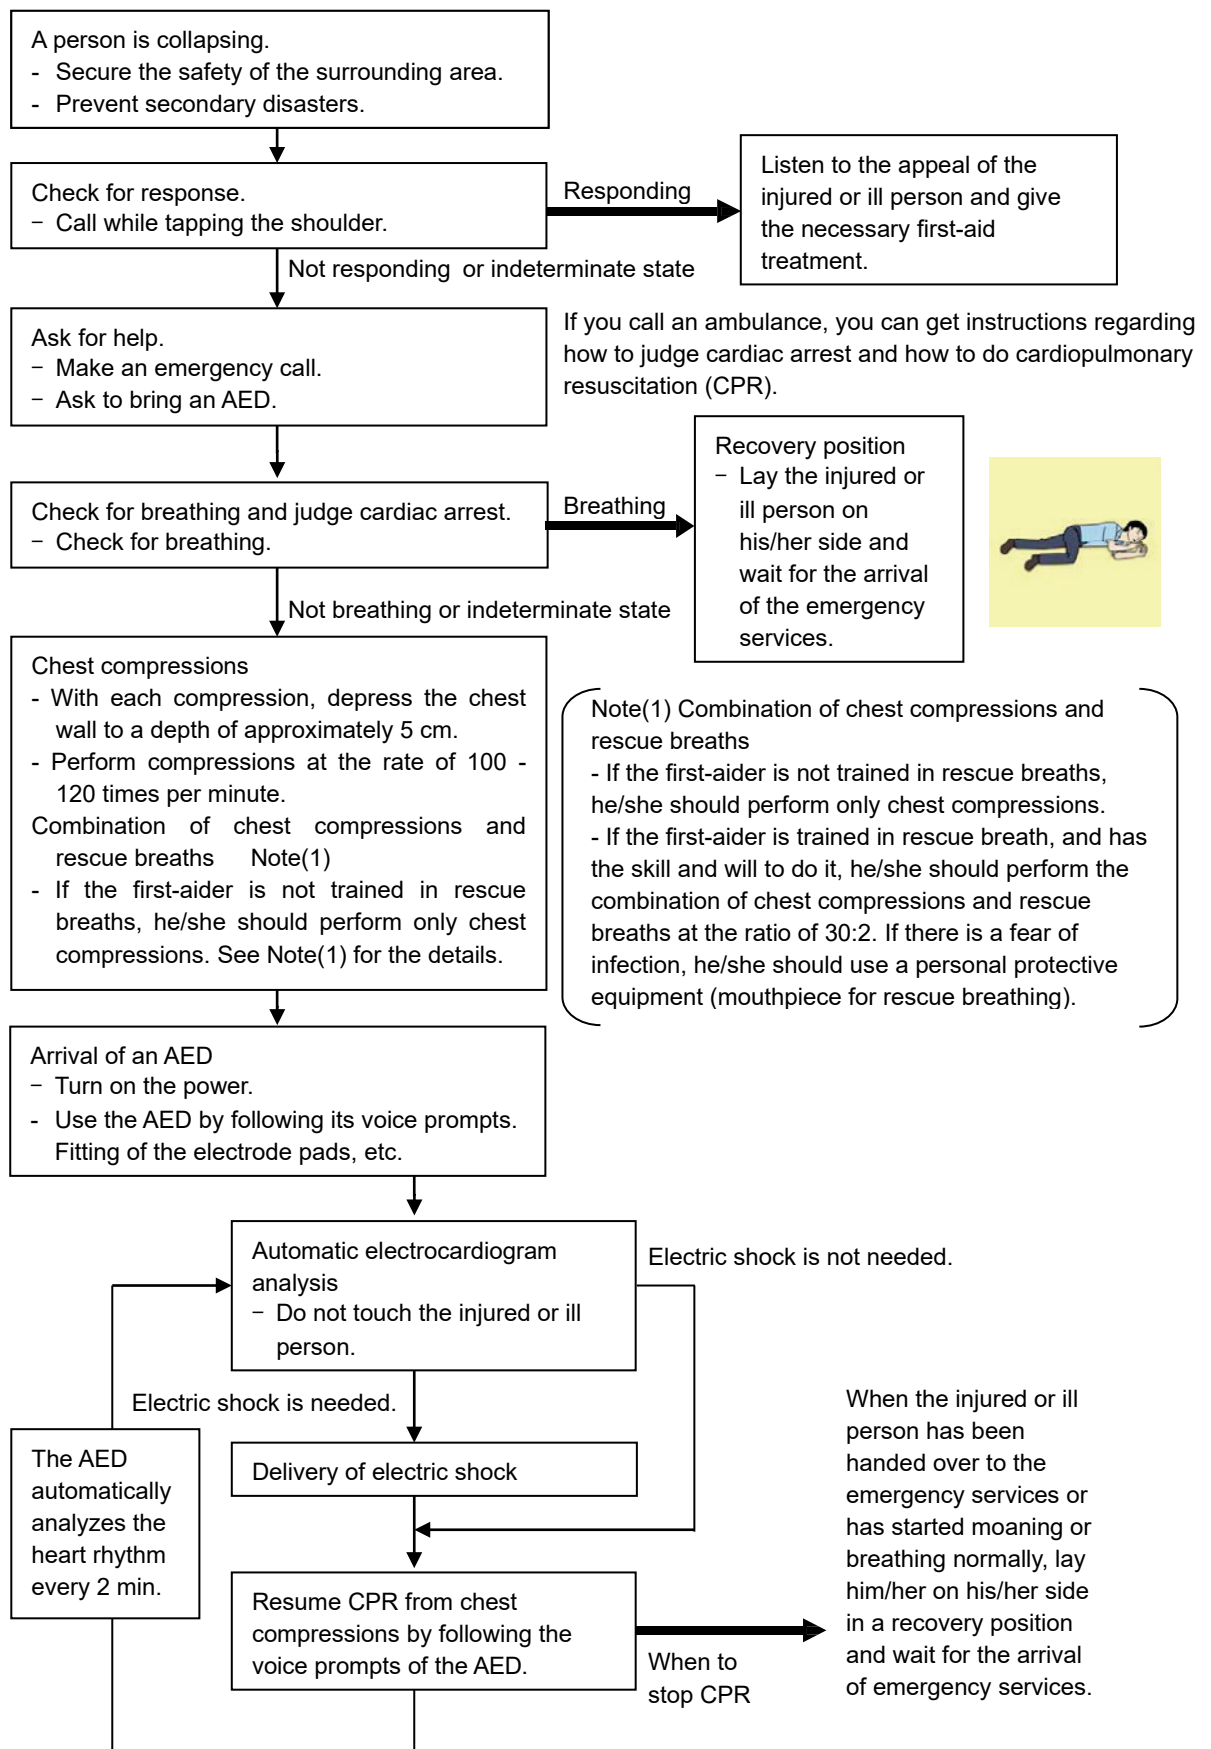 A person is collapsing.
- Secure the safety of the surrounding area.
- Prevent secondary disasters.
Check for response.
− Call while tapping the shoulder.
Responding
Listen to the appeal of the
injured or ill person and give
the necessary first-aid
treatment.
Not responding or indeterminate state
Ask for help.
− Make an emergency call.
− Ask to bring an AED.
If you call an ambulance, you can get instructions regarding
how to judge cardiac arrest and how to do cardiopulmonary
resuscitation (CPR).
Check for breathing and judge cardiac arrest.
− Check for breathing.
Breathing
Recovery position
− Lay the injured or
ill person on
his/her side and
wait for the arrival
of the emergency
services.
Not breathing or indeterminate state
Chest compressions
- With each compression, depress the chest
wall to a depth of approximately 5 cm.
- Perform compressions at the rate of 100 -
120 times per minute.
Combination of chest compressions and
rescue breaths Note(1)
- If the first-aider is not trained in rescue
breaths, he/she should perform only chest
compressions. See Note(1) for the details.
Note(1) Combination of chest compressions and
rescue breaths
- If the first-aider is not trained in rescue breaths,
he/she should perform only chest compressions.
- If the first-aider is trained in rescue breath, and has
the skill and will to do it, he/she should perform the
combination of chest compressions and rescue
breaths at the ratio of 30:2. If there is a fear of
infection, he/she should use a personal protective
equipment (mouthpiece for rescue breathing).
Arrival of an AED
− Turn on the power.
- Use the AED by following its voice prompts.
Fitting of the electrode pads, etc.
Automatic electrocardiogram
analysis
− Do not touch the injured or ill
person.
Electric shock is not needed.
Electric shock is needed.
The AED
automatically
analyzes the
heart rhythm
every 2 min.
Delivery of electric shock
Resume CPR from chest
compressions by following the
voice prompts of the AED.
When to
stop CPR
When the injured or ill
person has been
handed over to the
emergency services or
has started moaning or
breathing normally, lay
him/her on his/her side
in a recovery position
and wait for the arrival
of emergency services.